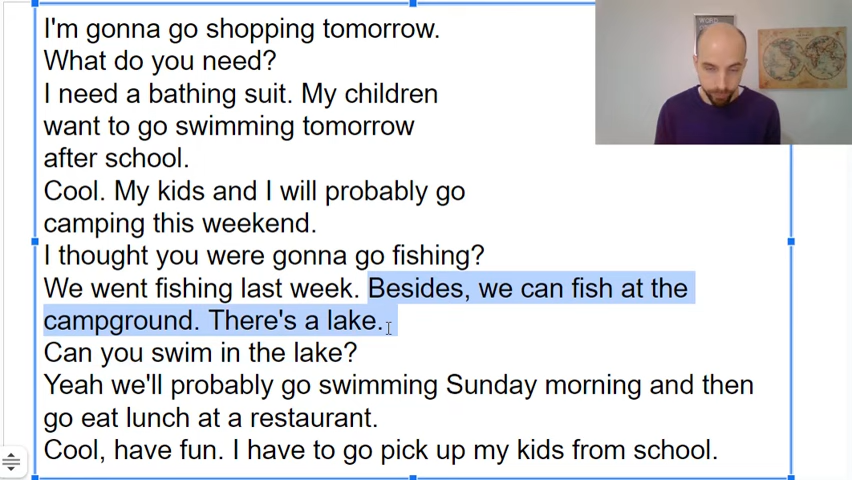 I'm gonna go shopping tomorrow.
What do you need?
I need a bathing suit. My children
want to go swimming tomorrow
after school.
Cool. My kids and I will probably go
camping this weekend.
I thought you were gonna go fishing?
We went fishing last week. Besides, we can fish at the
campground. There's a lake.
Can you swim in the lake?
Yeah we'll probably go swimming Sunday morning and then
go eat lunch at a restaurant.
Cool, have fun. I have to go pick up my kids from school.